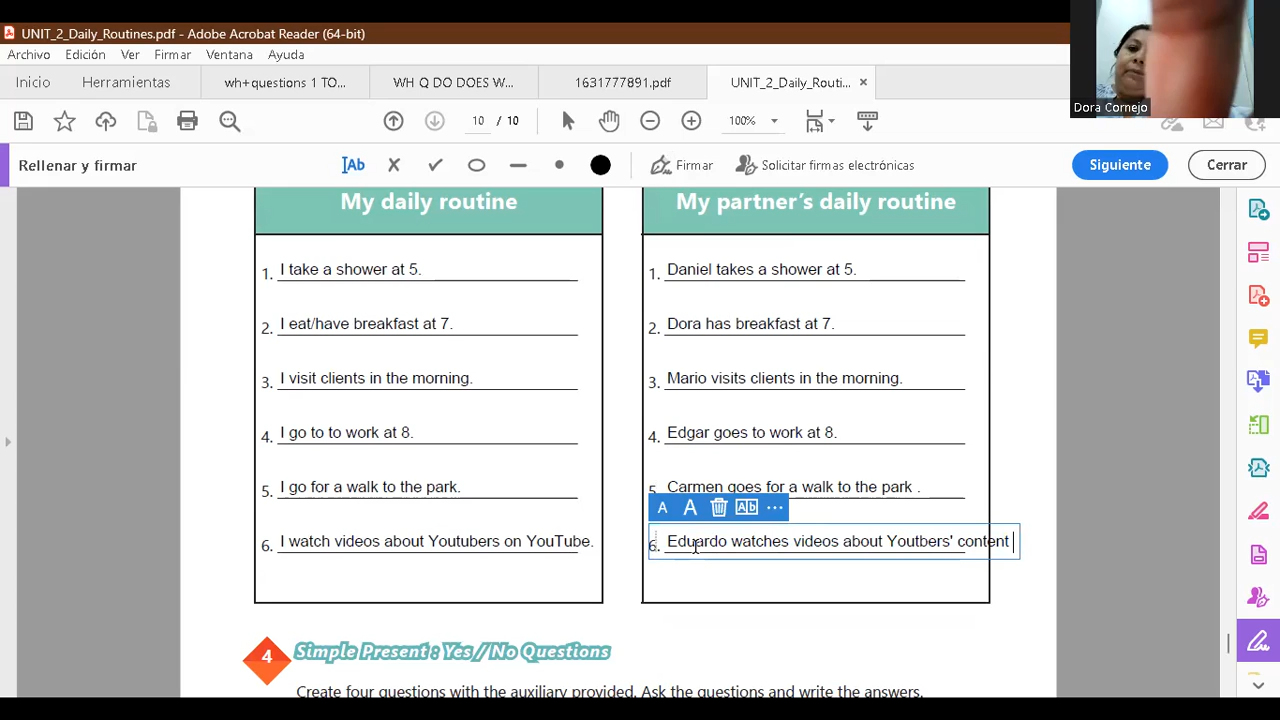 UNIT_2_Daily_Routines.pdf - Adobe Acrobat Reader (64-bit)
Archivo Edición Ver Firmar Ventana Ayuda
Inicio Herramientas wh+questions 1 TO... WH Q DO DOES W... 1631777891.pdf UNIT_2_Daily_Routi... ×
Dora Cornejo
10 / 10 100%
Rellenar y firmar Ab Firmar Solicitar firmas electrónicas Siguiente Cerrar
My daily routine
1. I take a shower at 5.
2. I eat/have breakfast at 7.
3. I visit clients in the morning.
4. I go to to work at 8.
5. I go for a walk to the park.
6. I watch videos about Youtubers on YouTube.
My partner's daily routine
1. Daniel takes a shower at 5.
2. Dora has breakfast at 7.
3. Mario visits clients in the morning.
4. Edgar goes to work at 8.
5. Carmen goes for a walk to the park .
A A Ab ...
6. Eduardo watches videos about Youtbers' content
4 Simple Present : Yes / No Questions
Create four questions with the auxiliary provided. Ask the questions and write the answers.